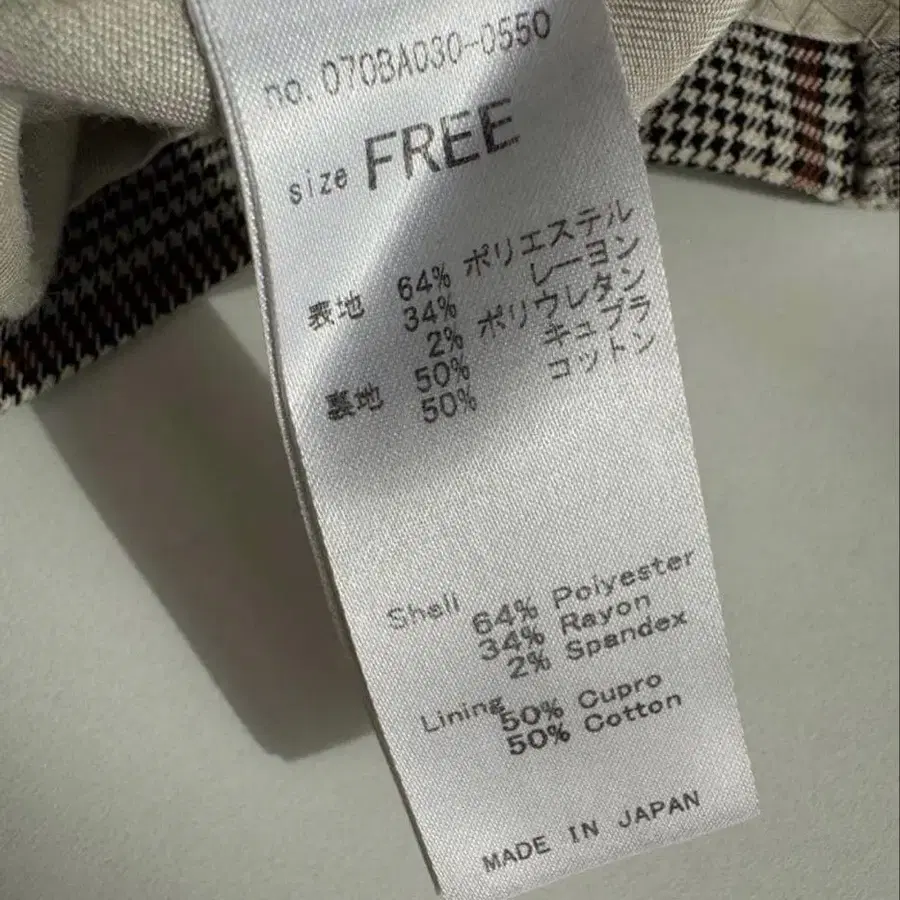 no. 070BA030-0550
size FREE
表地 64% ポリエステル
34% レーヨン
2% ポリウレタン
裏地 50% キュプラ
50% コットン
Shell 64% Polyester
34% Rayon
2% Spandex
Lining 50% Cupro
50% Cotton
MADE IN JAPAN